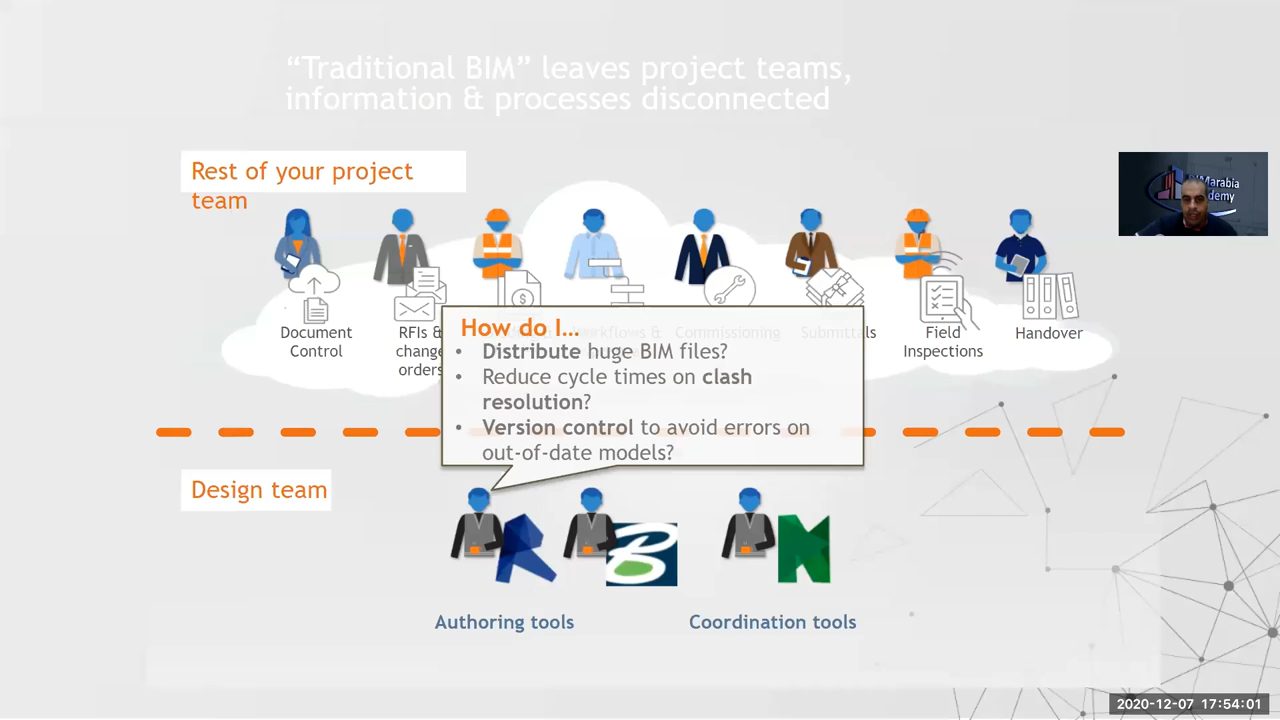 “Traditional BIM” leaves project teams,
information & processes disconnected
Rest of your project
team
Document
Control
RFIs &
change
orders
Workflows &
Commissioning
Submittals
Field
Inspections
Handover
How do I…
• Distribute huge BIM files?
• Reduce cycle times on clash
resolution?
• Version control to avoid errors on
out-of-date models?
Design team
Authoring tools
Coordination tools
2020-12-07 17:54:01